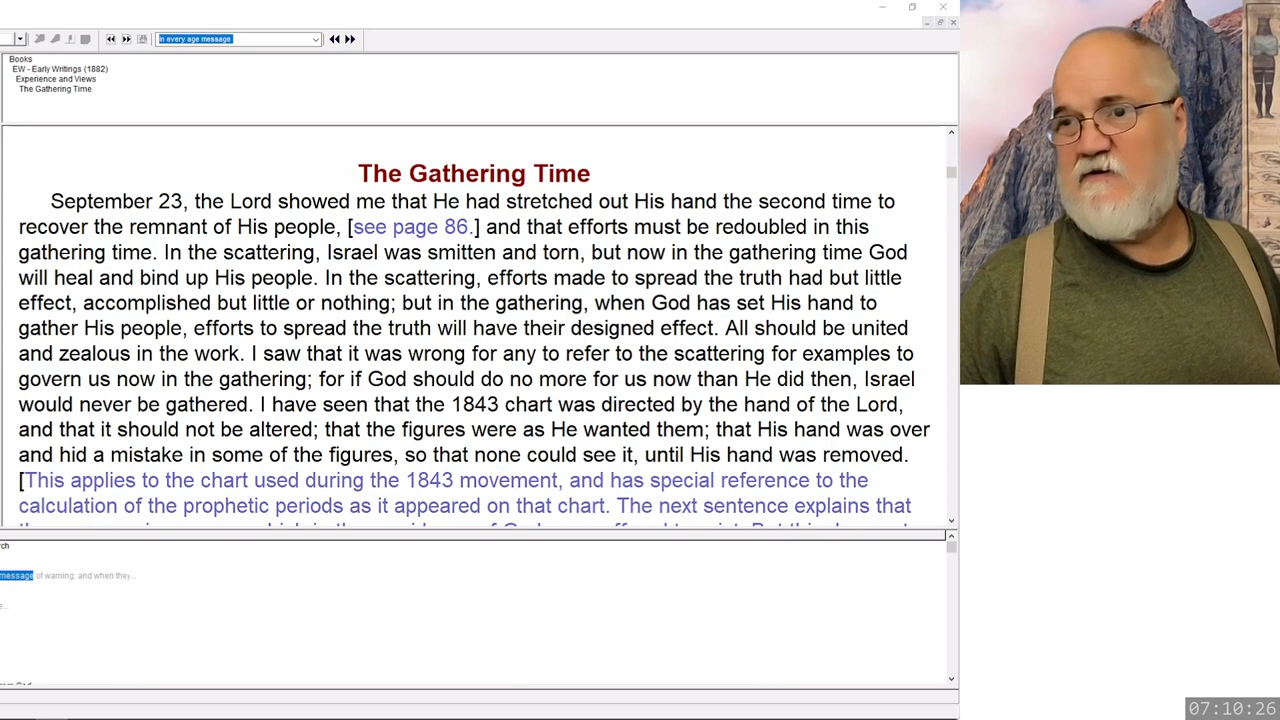 in every age message
Books
EW - Early Writings (1882)
Experience and Views
The Gathering Time
The Gathering Time
September 23, the Lord showed me that He had stretched out His hand the second time to
recover the remnant of His people, [see page 86.] and that efforts must be redoubled in this
gathering time. In the scattering, Israel was smitten and torn, but now in the gathering time God
will heal and bind up His people. In the scattering, efforts made to spread the truth had but little
effect, accomplished but little or nothing; but in the gathering, when God has set His hand to
gather His people, efforts to spread the truth will have their designed effect. All should be united
and zealous in the work. I saw that it was wrong for any to refer to the scattering for examples to
govern us now in the gathering; for if God should do no more for us now than He did then, Israel
would never be gathered. I have seen that the 1843 chart was directed by the hand of the Lord,
and that it should not be altered; that the figures were as He wanted them; that His hand was over
and hid a mistake in some of the figures, so that none could see it, until His hand was removed.
[This applies to the chart used during the 1843 movement, and has special reference to the
calculation of the prophetic periods as it appeared on that chart. The next sentence explains that
rch
message of warning; and when they...
e...
07:10:26